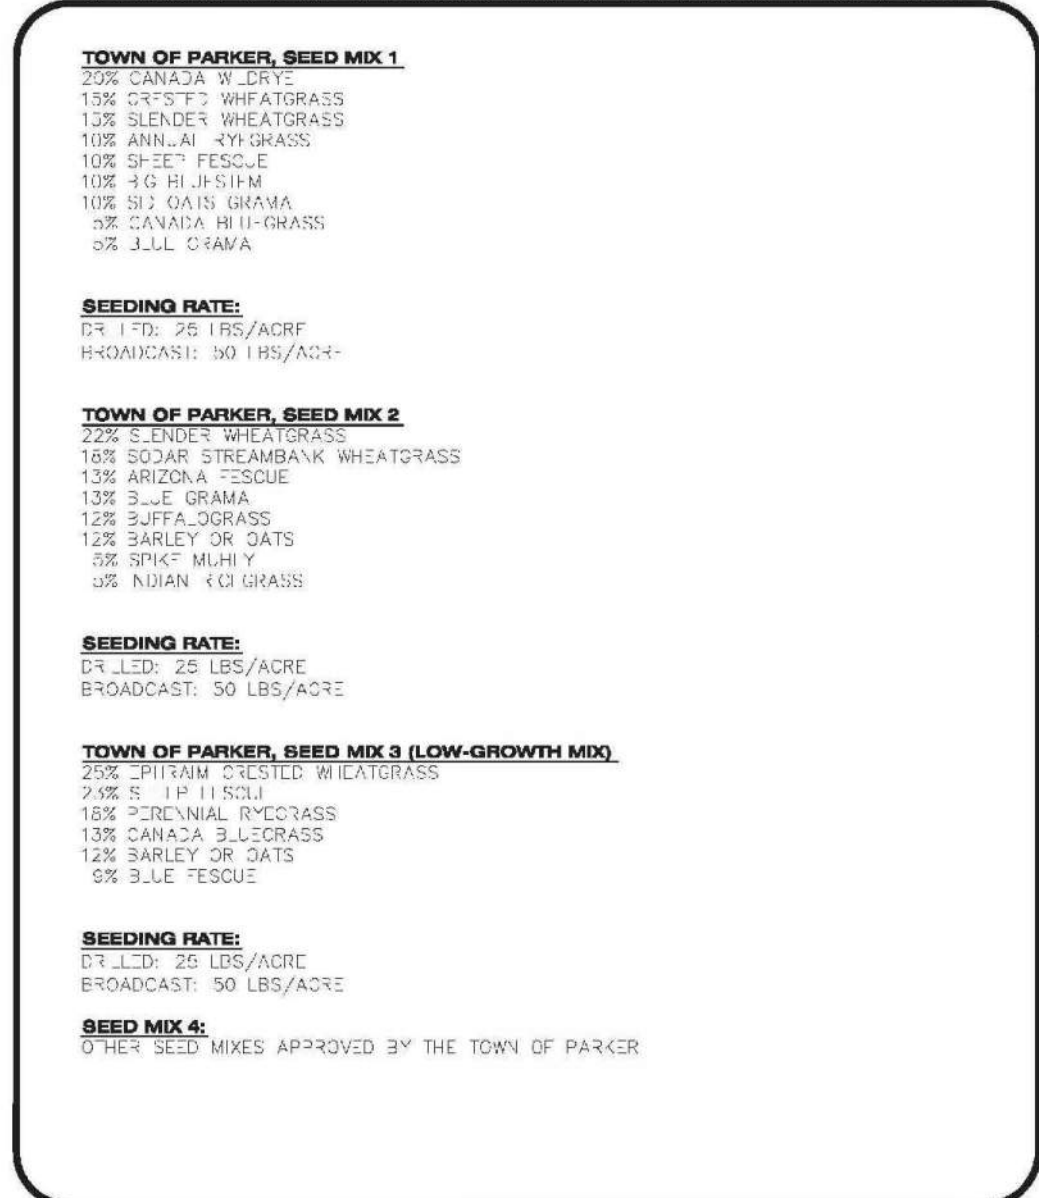 TOWN OF PARKER, SEED MIX 1
20% CANADA WILDRYE
15% CRESTED WHEATGRASS
15% SLENDER WHEATGRASS
10% ANNUAL RYEGRASS
10% SHEEP FESCUE
10% BIG BLUESTEM
10% SIDEOATS GRAMA
5% CANADA BLUEGRASS
5% BLUE GRAMA
SEEDING RATE:
DRILLED: 25 LBS/ACRE
BROADCAST: 50 LBS/ACRE
TOWN OF PARKER, SEED MIX 2
22% SLENDER WHEATGRASS
18% SODAR STREAMBANK WHEATGRASS
13% ARIZONA FESCUE
13% BLUE GRAMA
12% BUFFALOGRASS
12% BARLEY OR OATS
5% SPIKE MUHLY
5% INDIAN RICEGRASS
SEEDING RATE:
DRILLED: 25 LBS/ACRE
BROADCAST: 50 LBS/ACRE
TOWN OF PARKER, SEED MIX 3 (LOW-GROWTH MIX)
25% EPHRAIM CRESTED WHEATGRASS
23% SHEEP FESCUE
18% PERENNIAL RYEGRASS
13% CANADA BLUEGRASS
12% BARLEY OR OATS
9% BLUE FESCUE
SEEDING RATE:
DRILLED: 25 LBS/ACRE
BROADCAST: 50 LBS/ACRE
SEED MIX 4:
OTHER SEED MIXES APPROVED BY THE TOWN OF PARKER